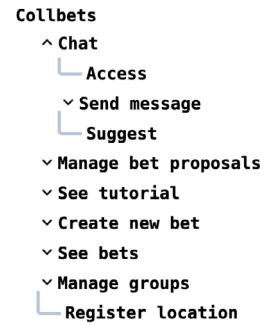 Collbets
Chat
Access
Send message
Suggest
Manage bet proposals
See tutorial
Create new bet
See bets
Manage groups
Register location